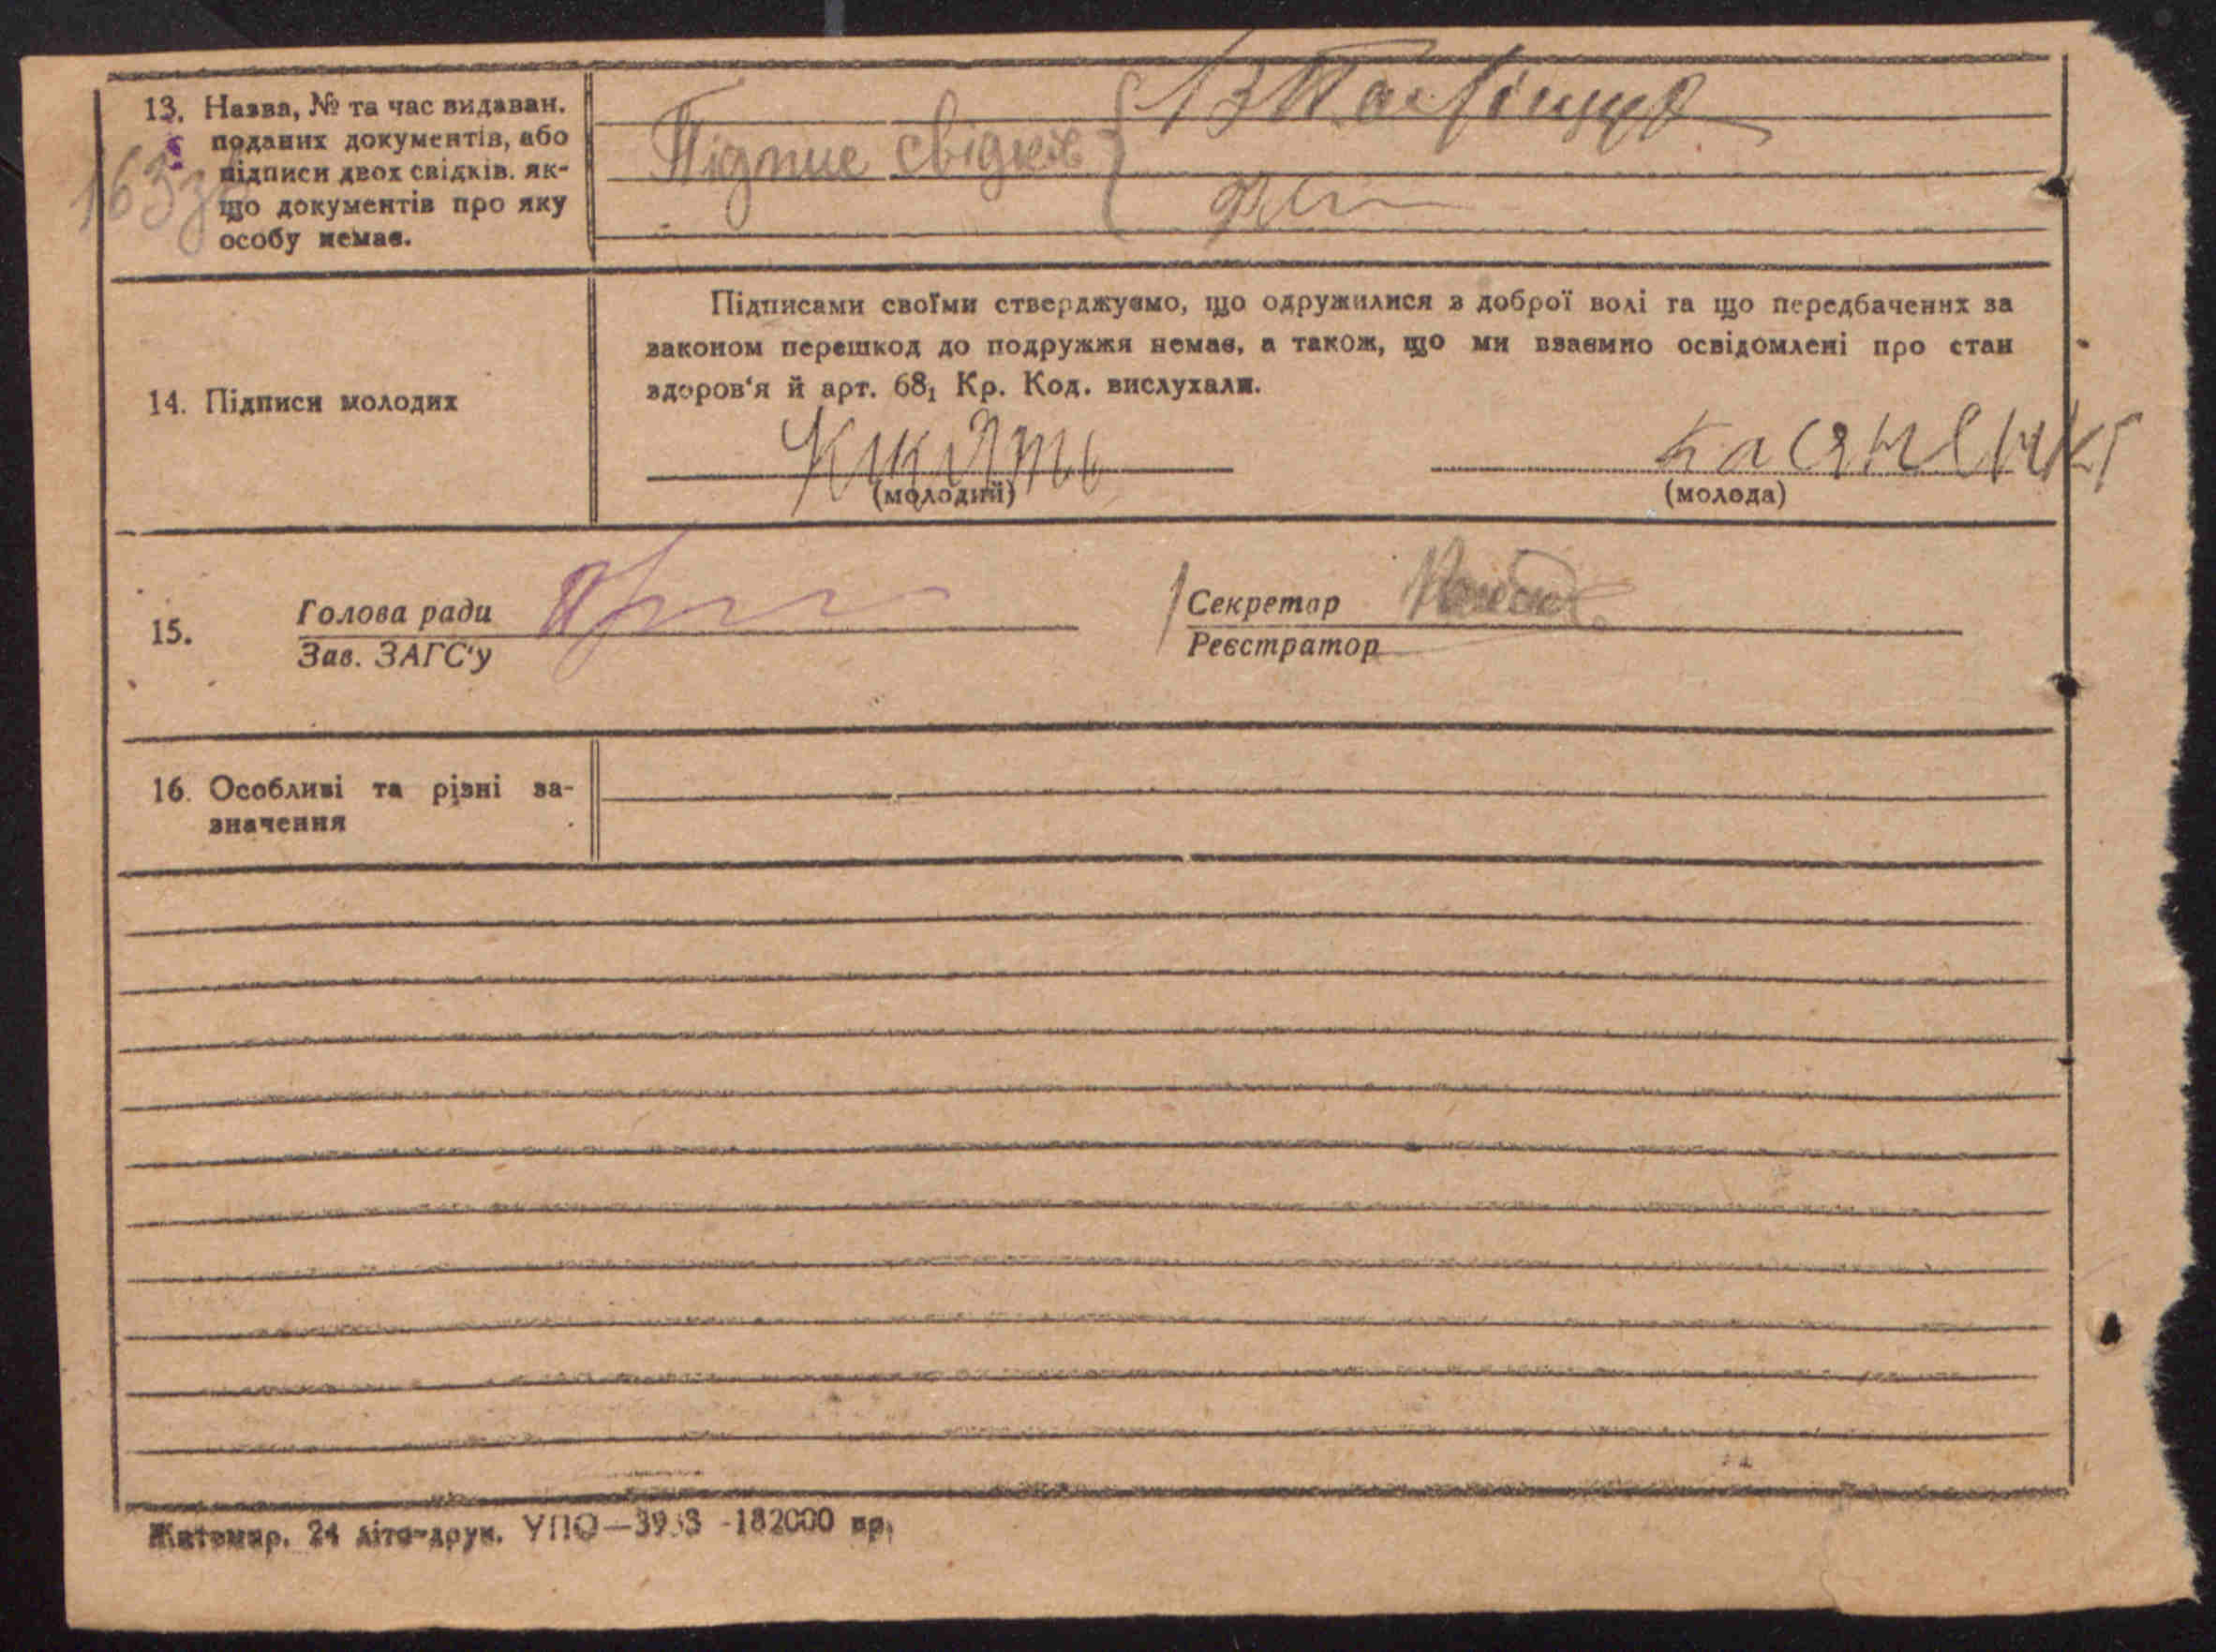 13. Назва, № та час видаван.
поданих документів, або
підписи двох свідків. як-
що документів про яку
особу немає.
163 зв
Підпис свідків {
14. Підписи молодих
Підписами своїми стверджуємо, що одружилися з доброї волі та що передбачених за
законом перешкод до подружжя немає, а також, що ми взаємно освідомлені про стан
здоров'я й арт. 68₁ Кр. Код. вислухали.
(молодий)
(молода)
15.
Голова ради
Зав. ЗАГС'у
Секретар
Реєстратор
16. Особливі та різні за-
значення
Житомир. 24 літо-друк. УПО— -182000 пр.